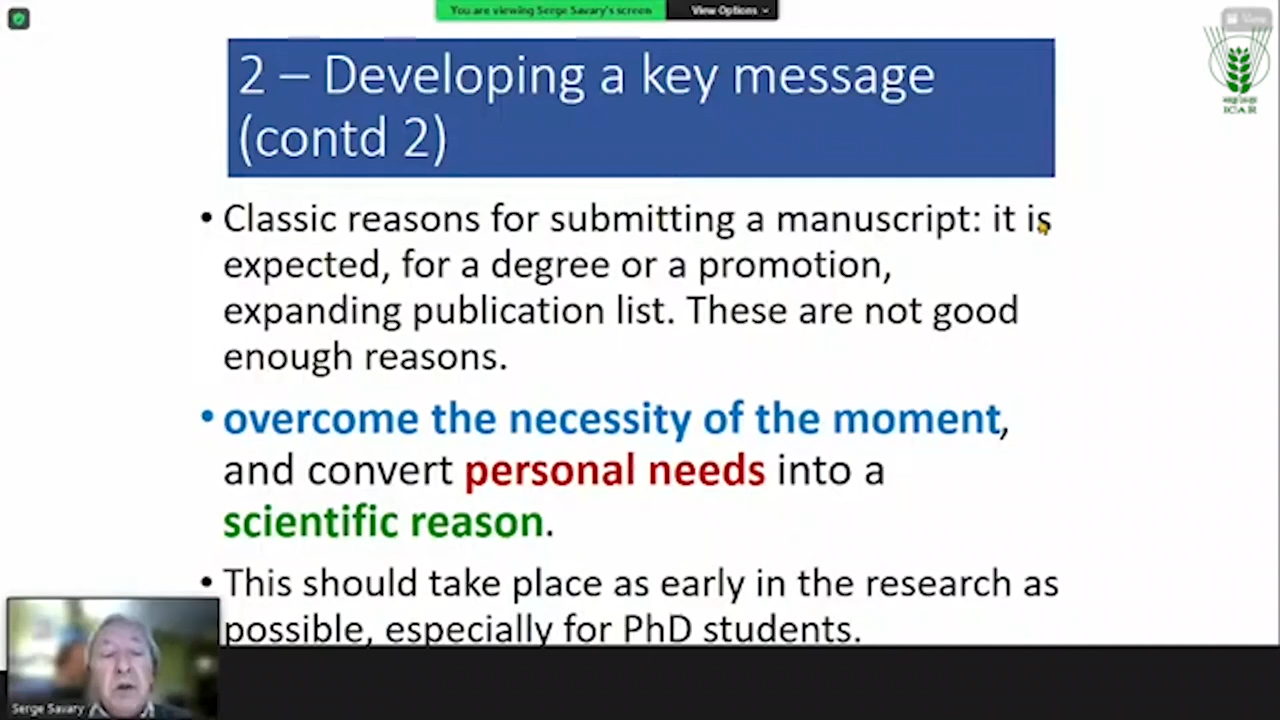 You are viewing Serge Savary's screen
View Options
View
2 – Developing a key message
(contd 2)
ICAR
• Classic reasons for submitting a manuscript: it is
expected, for a degree or a promotion,
expanding publication list. These are not good
enough reasons.
• overcome the necessity of the moment,
and convert personal needs into a
scientific reason.
• This should take place as early in the research as
possible, especially for PhD students.
Serge Savary